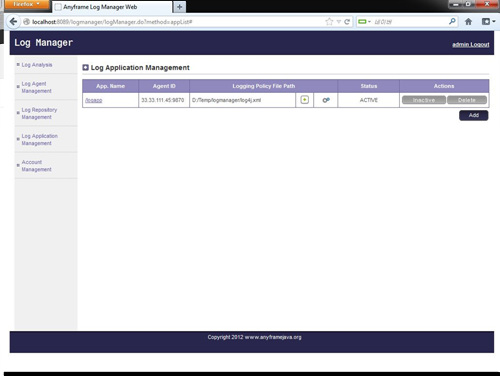 Firefox
Anyframe Log Manager Web
localhost:8089/logmanager/logManager.do?method=appList#
네이버
Log Manager
admin Logout
Log Analysis
Log Agent Management
Log Repository Management
Log Application Management
Account Management
Log Application Management
App. Name Agent ID Logging Policy File Path Status Actions
33.33.111.45:9870 D:/Temp/logmanager/log4j.xml ACTIVE Inactive Delete
Add
Copyright 2012 www.anyframejava.org